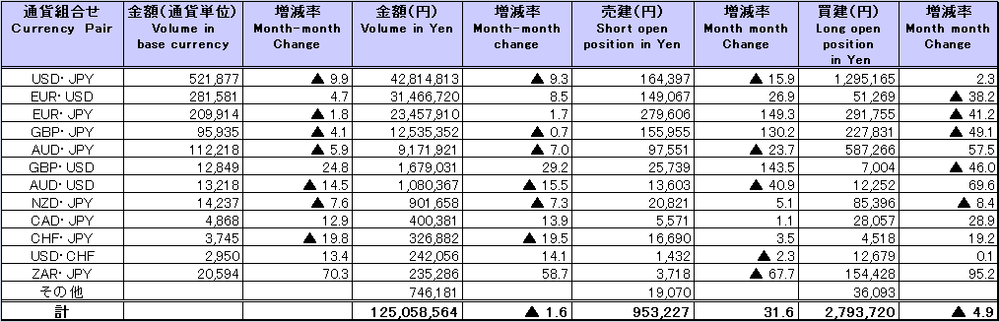 通貨組合せ Currency Pair 金額(通貨単位) Volume in base currency 増減率 Month-month Change 金額(円) Volume in Yen 増減率 Month-month change 売建(円) Short open position in Yen 増減率 Month month Change 買建(円) Long open position in Yen 増減率 Month month Change
USD・JPY 521,877 ▲ 9.9 42,814,813 ▲ 9.3 164,397 ▲ 15.9 1,295,165 2.3
EUR・USD 281,581 4.7 31,466,720 8.5 149,067 26.9 51,269 ▲ 38.2
EUR・JPY 209,914 ▲ 1.8 23,457,910 1.7 279,606 149.3 291,755 ▲ 41.2
GBP・JPY 95,935 ▲ 4.1 12,535,352 ▲ 0.7 155,955 130.2 227,831 ▲ 49.1
AUD・JPY 112,218 ▲ 5.9 9,171,921 ▲ 7.0 97,551 ▲ 23.7 587,266 57.5
GBP・USD 12,849 24.8 1,679,031 29.2 25,739 143.5 7,004 ▲ 46.0
AUD・USD 13,218 ▲ 14.5 1,080,367 ▲ 15.5 13,603 ▲ 40.9 12,252 69.6
NZD・JPY 14,237 ▲ 7.6 901,658 ▲ 7.3 20,821 5.1 85,396 ▲ 8.4
CAD・JPY 4,868 12.9 400,381 13.9 5,571 1.1 28,057 28.9
CHF・JPY 3,745 ▲ 19.8 326,882 ▲ 19.5 16,690 3.5 4,518 19.2
USD・CHF 2,950 13.4 242,056 14.1 1,432 ▲ 2.3 12,679 0.1
ZAR・JPY 20,594 70.3 235,286 58.7 3,718 ▲ 67.7 154,428 95.2
その他 746,181 19,070 36,093
計 125,058,564 ▲ 1.6 953,227 31.6 2,793,720 ▲ 4.9